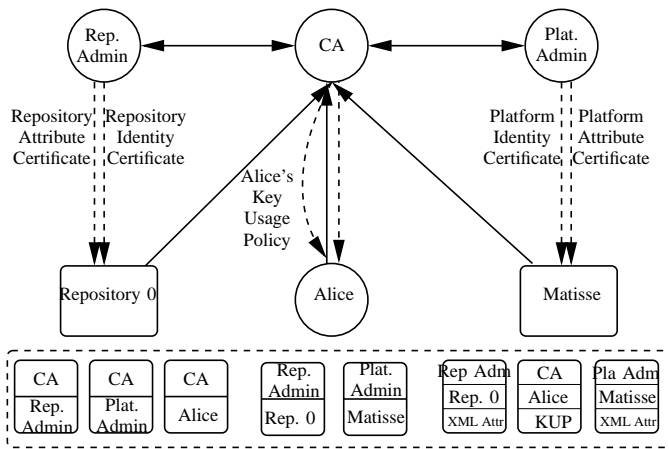 Rep.
Admin
CA
Plat.
Admin
Repository
Attribute
Certificate
Repository
Identity
Certificate
Alice's
Key
Usage
Policy
Platform
Identity
Certificate
Platform
Attribute
Certificate
Repository 0
Alice
Matisse
CA
Rep.
Admin
CA
Plat.
Admin
CA
Alice
Rep.
Admin
Rep. 0
Plat.
Admin
Matisse
Rep Adm
Rep. 0
XML Attr
CA
Alice
KUP
Pla Adm
Matisse
XML Attr